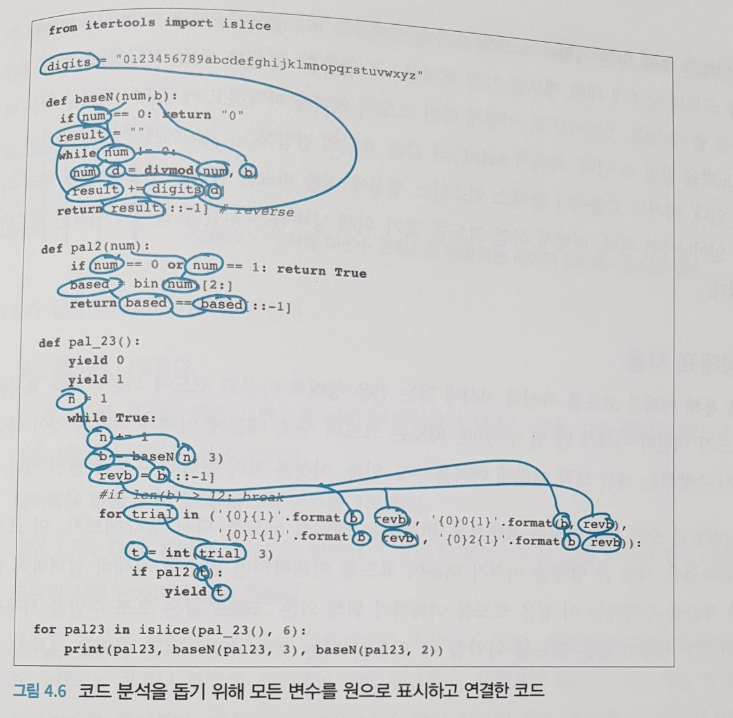 from itertools import islice
digits = "0123456789abcdefghijklmnopqrstuvwxyz"
def baseN(num,b):
if num == 0: return "0"
result = ""
while num != 0:
num, d = divmod(num, b)
result += digits[d]
return result[::-1] # reverse
def pal2(num):
if num == 0 or num == 1: return True
based = bin(num)[2:]
return based == based[::-1]
def pal_23():
yield 0
yield 1
n = 1
while True:
n += 1
b = baseN(n, 3)
revb = b[::-1]
#if len(b) > 12: break
for trial in ('{0}{1}'.format(b, revb), '{0}0{1}'.format(b, revb),
'{0}1{1}'.format(b, revb), '{0}2{1}'.format(b, revb)):
t = int(trial, 3)
if pal2(t):
yield t
for pal23 in islice(pal_23(), 6):
print(pal23, baseN(pal23, 3), baseN(pal23, 2))
그림 4.6 코드 분석을 돕기 위해 모든 변수를 원으로 표시하고 연결한 코드